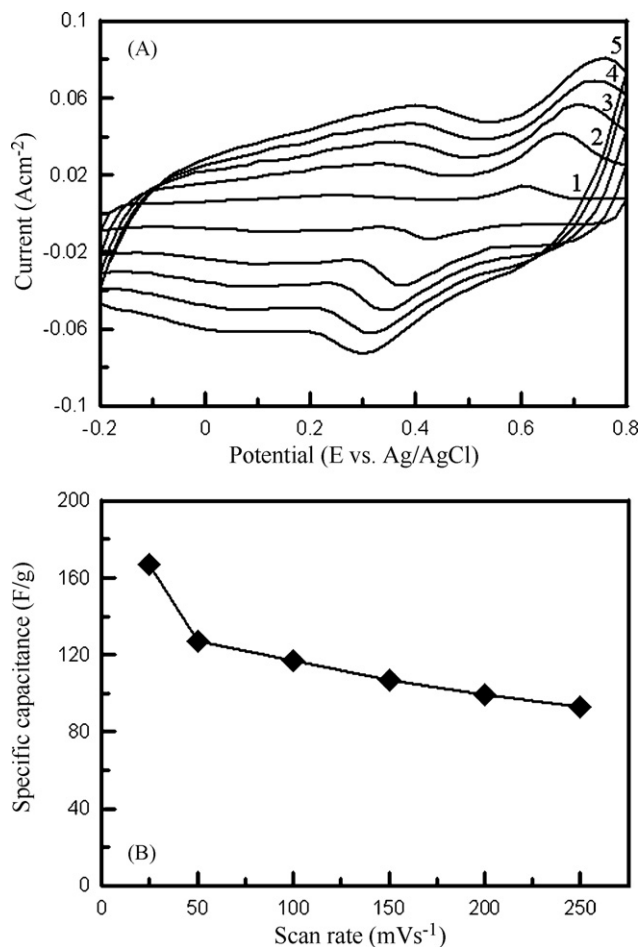 (A)
0.1
0.06
0.02
-0.02
-0.06
-0.1
Current (Acm⁻²)
5
4
3
2
1
-0.2 0 0.2 0.4 0.6 0.8
Potential (E vs. Ag/AgCl)
200
160
120
80
40
0
Specific capacitance (F/g)
(B)
0 50 100 150 200 250
Scan rate (mVs⁻¹)